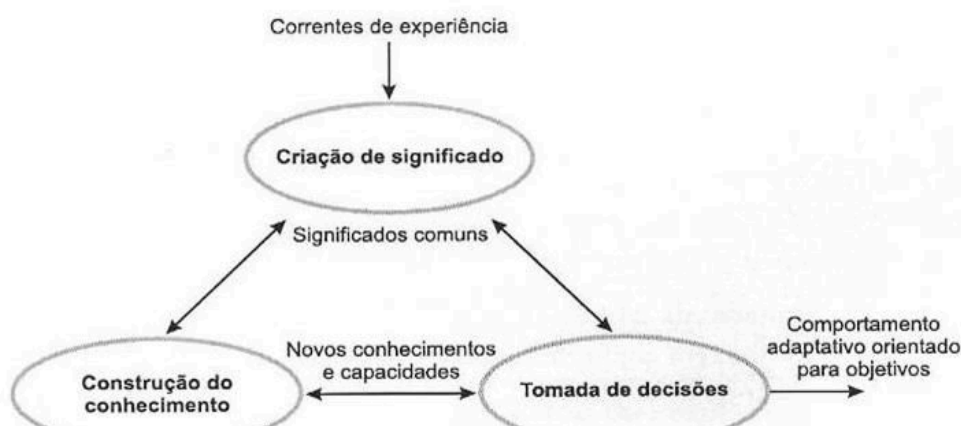 Correntes de experiência
Criação de significado
Significados comuns
Novos conhecimentos
e capacidades
Construção do
conhecimento
Tomada de decisões
Comportamento
adaptativo orientado
para objetivos